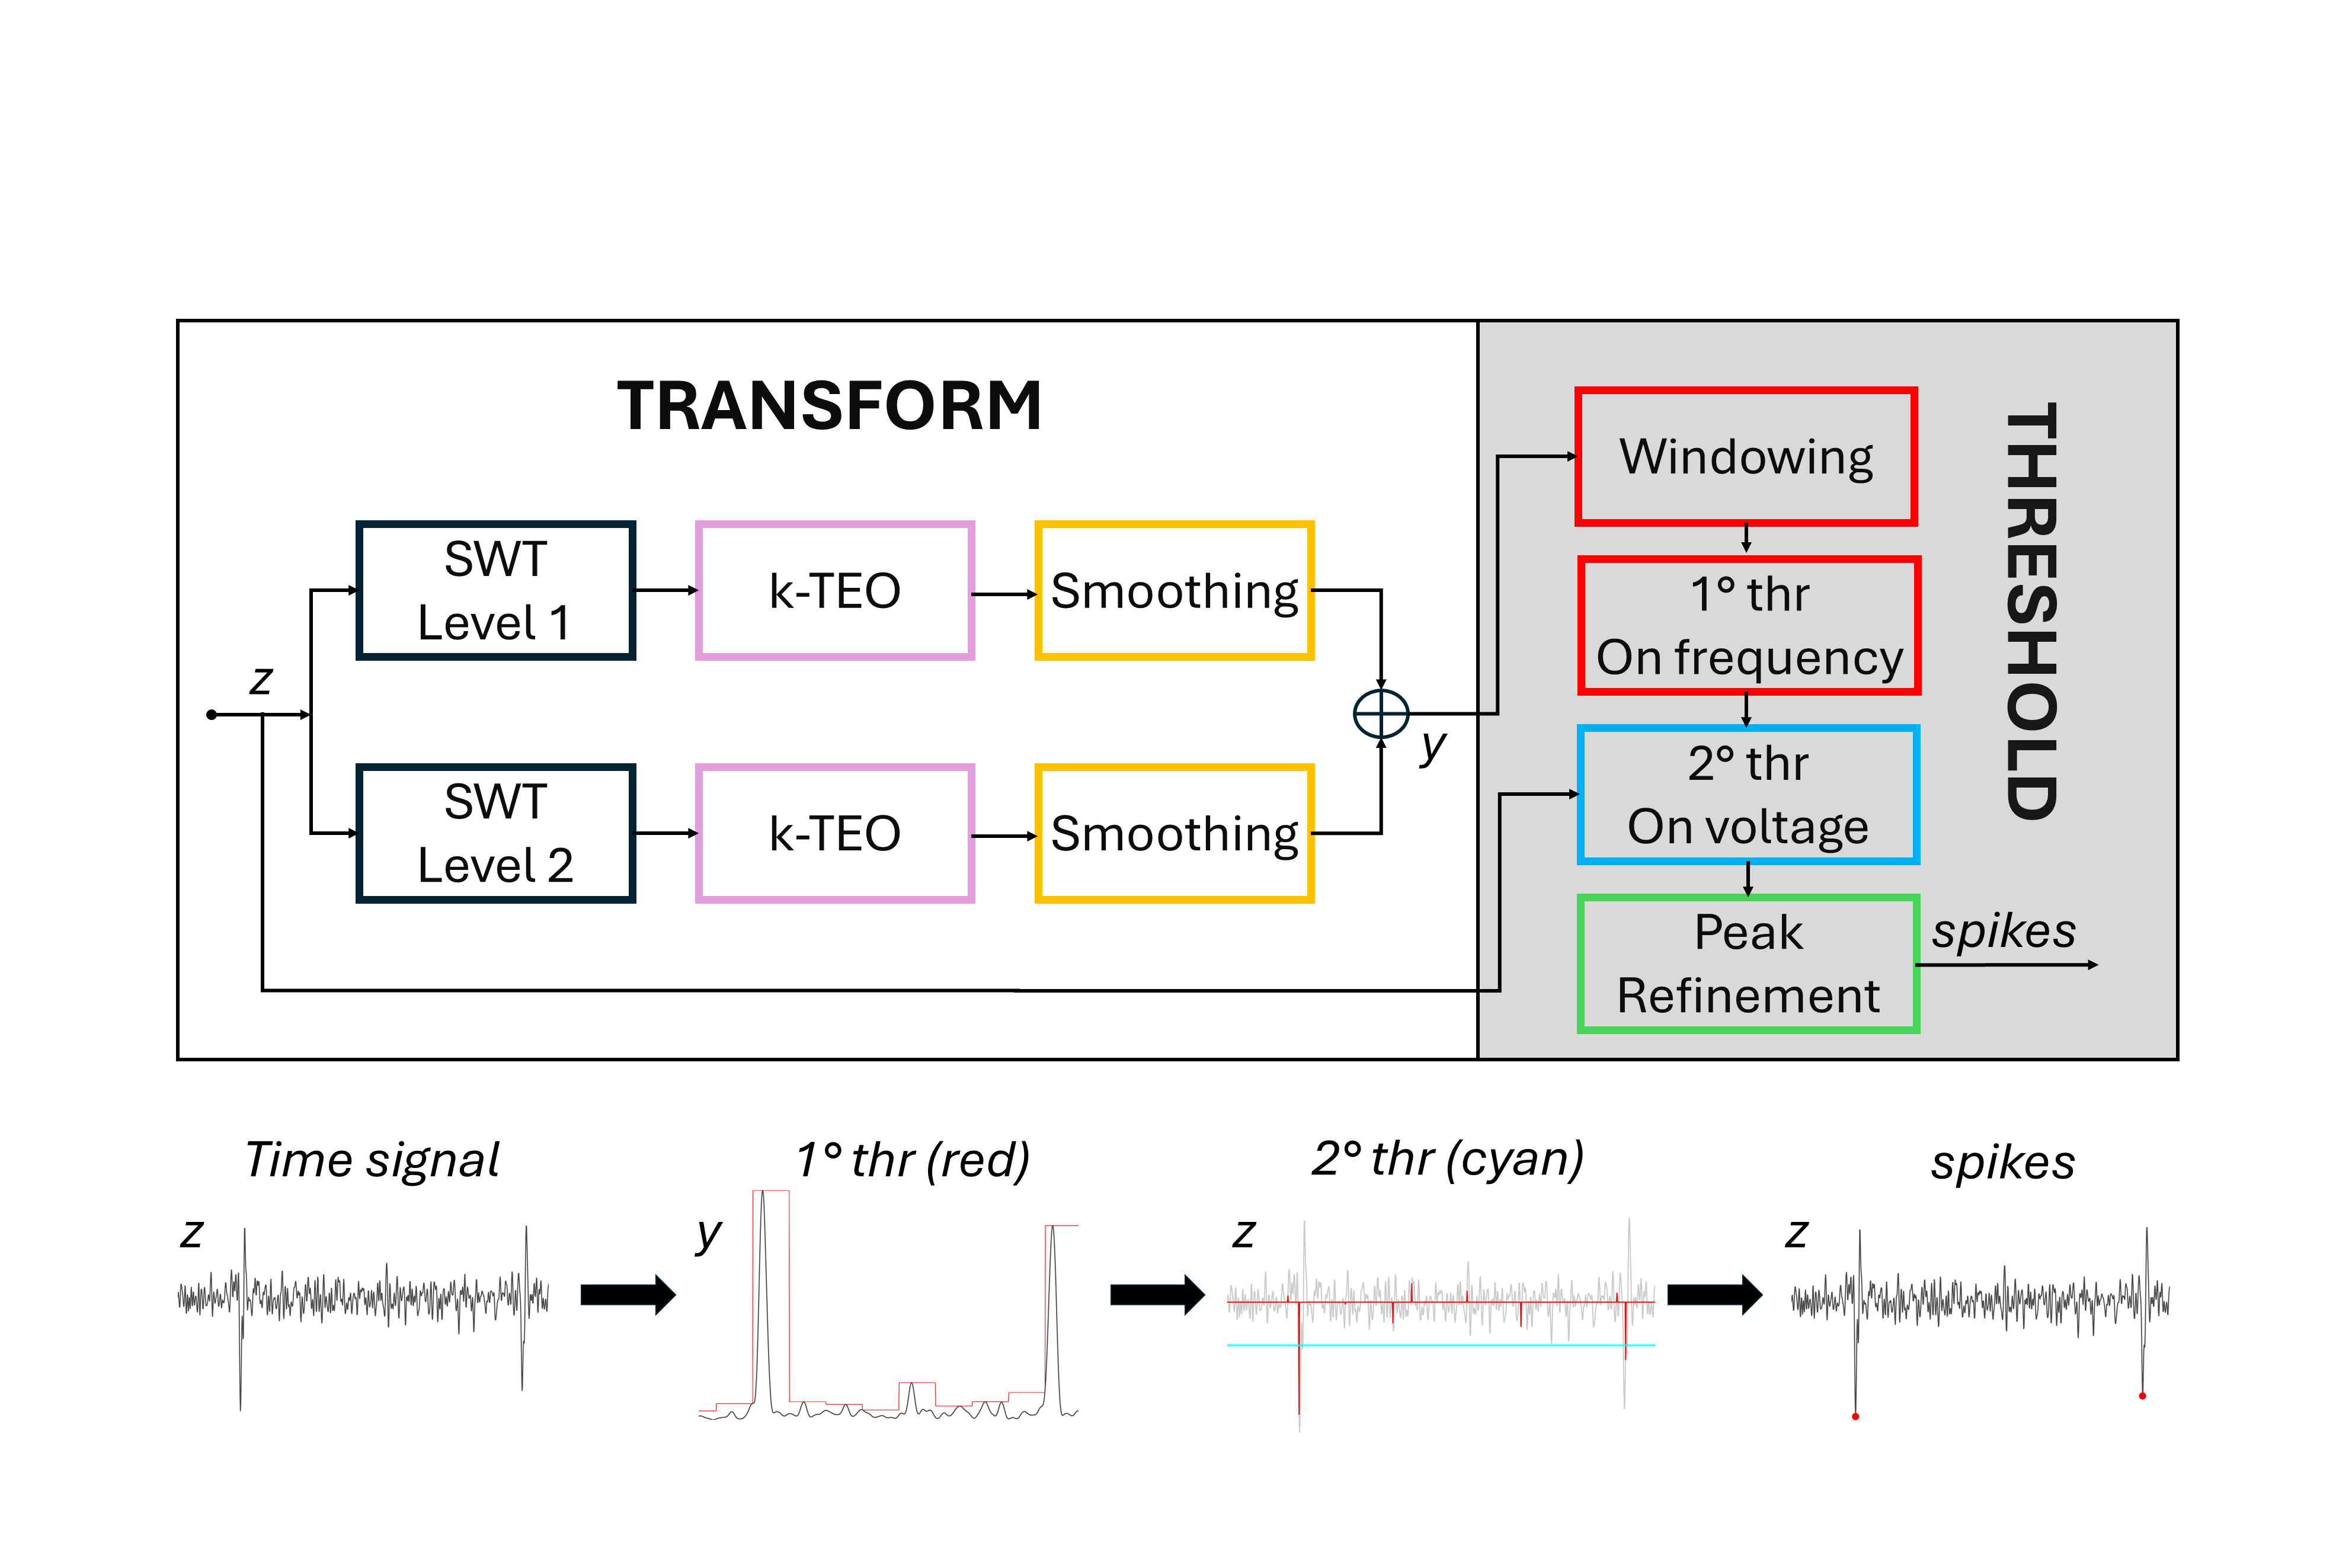 TRANSFORM
THRESHOLD
z
SWT
Level 1
k-TEO
Smoothing
SWT
Level 2
k-TEO
Smoothing
y
Windowing
1° thr
On frequency
2° thr
On voltage
Peak
Refinement
spikes
Time signal
1° thr (red)
2° thr (cyan)
spikes
z
y
z
z